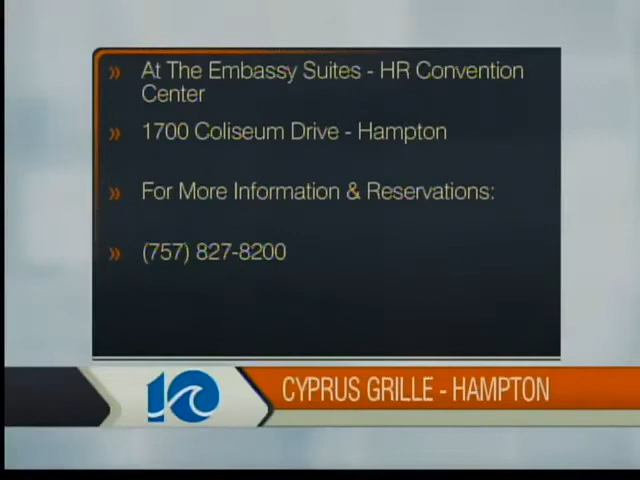 At The Embassy Suites - HR Convention
Center
1700 Coliseum Drive - Hampton
For More Information & Reservations:
(757) 827-8200
10
CYPRUS GRILLE - HAMPTON